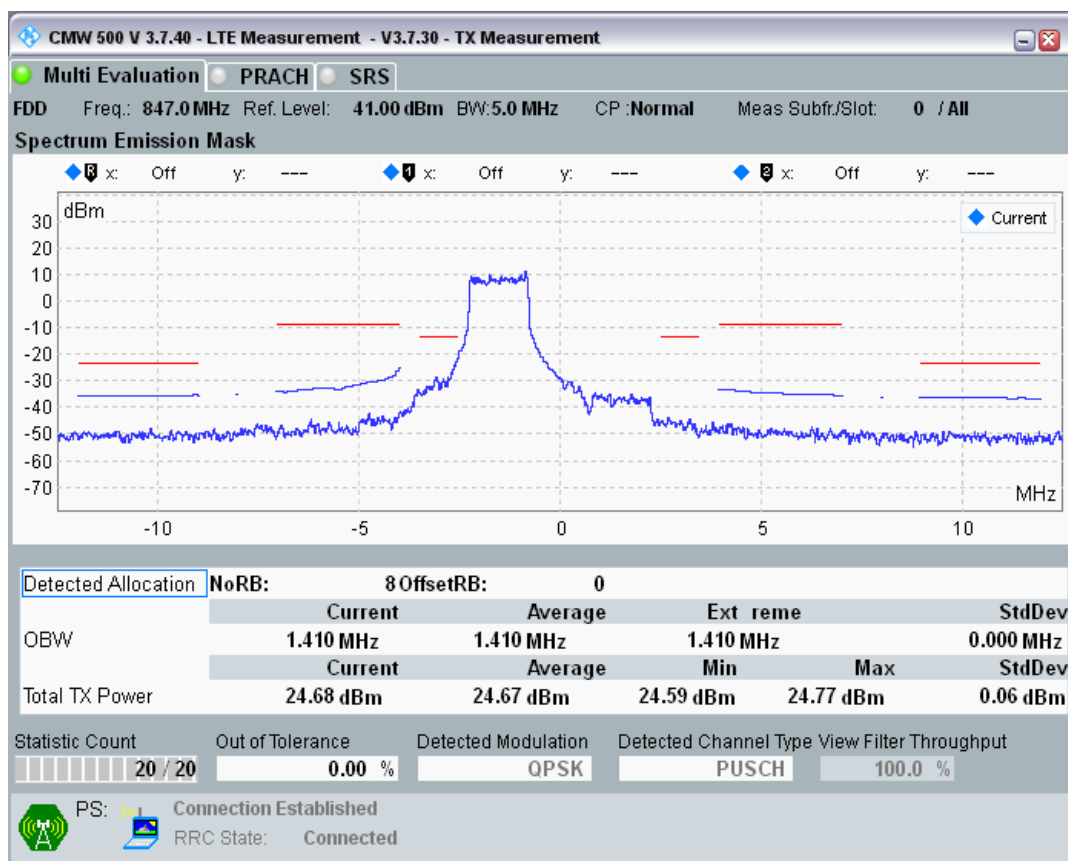 CMW 500 V 3.7.40 - LTE Measurement - V3.7.30 - TX Measurement
Multi Evaluation PRACH SRS
FDD Freq.: 847.0 MHz Ref. Level: 41.00 dBm BW:5.0 MHz CP :Normal Meas Subfr./Slot: 0 / All
Spectrum Emission Mask
R x: Off y: --- 1 x: Off y: --- 2 x: Off y: ---
dBm
Current
30
20
10
0
-10
-20
-30
-40
-50
-60
-70
MHz
-10 -5 0 5 10
Detected Allocation NoRB: 8 OffsetRB: 0
Current Average Ext reme StdDev
OBW 1.410 MHz 1.410 MHz 1.410 MHz 0.000 MHz
Current Average Min Max StdDev
Total TX Power 24.68 dBm 24.67 dBm 24.59 dBm 24.77 dBm 0.06 dBm
Statistic Count Out of Tolerance Detected Modulation Detected Channel Type View Filter Throughput
20 / 20 0.00 % QPSK PUSCH 100.0 %
PS: Connection Established
RRC State: Connected